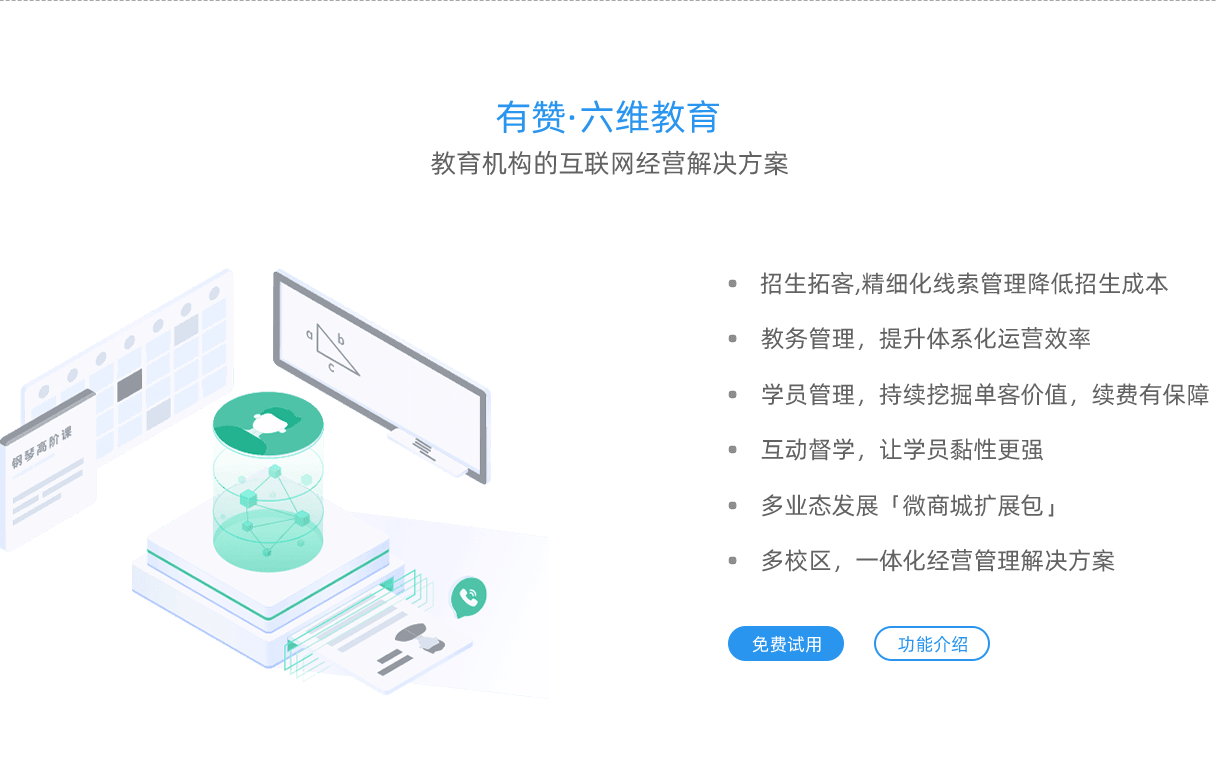 有赞·六维教育
教育机构的互联网经营解决方案
招生拓客,精细化线索管理降低招生成本
教务管理，提升体系化运营效率
学员管理，持续挖掘单客价值，续费有保障
互动督学，让学员黏性更强
多业态发展「微商城扩展包」
多校区，一体化经营管理解决方案
免费试用
功能介绍
a
b
c
钢琴高阶课